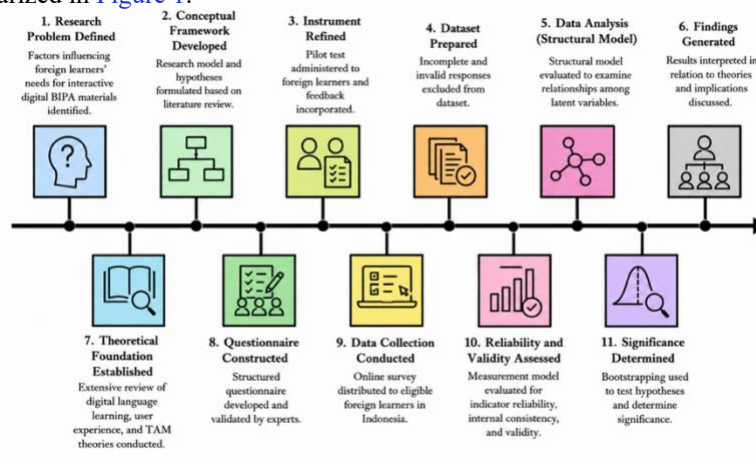 arized in Figure 1.
1. Research
Problem Defined
Factors influencing
foreign learners'
needs for interactive
digital BIPA materials
identified.
2. Conceptual
Framework
Developed
Research model and
hypotheses
formulated based on
literature review.
3. Instrument
Refined
Pilot test
administered to
foreign learners and
feedback
incorporated.
4. Dataset
Prepared
Incomplete and
invalid responses
excluded from
dataset.
5. Data Analysis
(Structural Model)
Structural model
evaluated to examine
relationships among
latent variables.
6. Findings
Generated
Results interpreted in
relation to theories
and implications
discussed.
?
7. Theoretical
Foundation
Established
Extensive review of
digital language
learning, user
experience, and TAM
theories conducted.
8. Questionnaire
Constructed
Structured
questionnaire
developed and
validated by experts.
9. Data Collection
Conducted
Online survey
distributed to eligible
foreign learners in
Indonesia.
10. Reliability and
Validity Assessed
Measurement model
evaluated for
indicator reliability,
internal consistency,
and validity.
11. Significance
Determined
Bootstrapping used
to test hypotheses
and determine
significance.